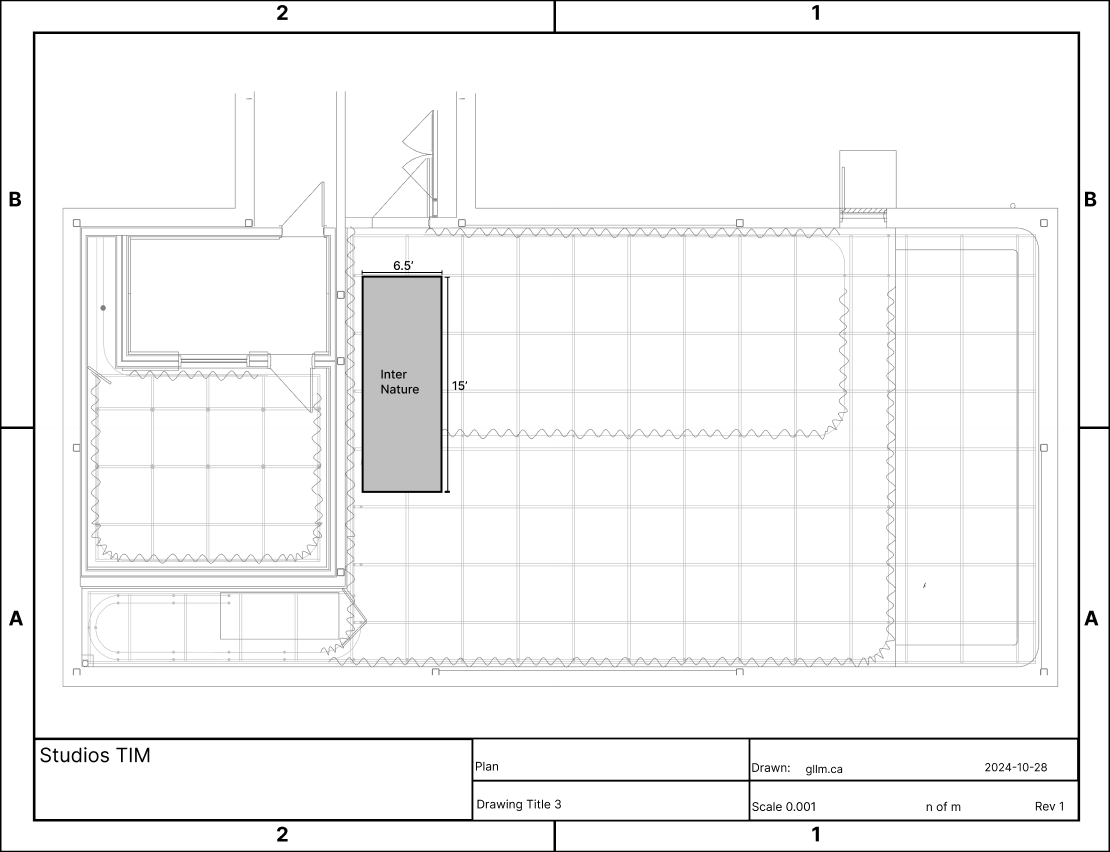 2
1
B
B
6.5’
Inter
Nature
15’
A
A
Studios TIM
Plan
Drawn: gllm.ca 2024-10-28
Drawing Title 3
Scale 0.001 n of m Rev 1
2
1